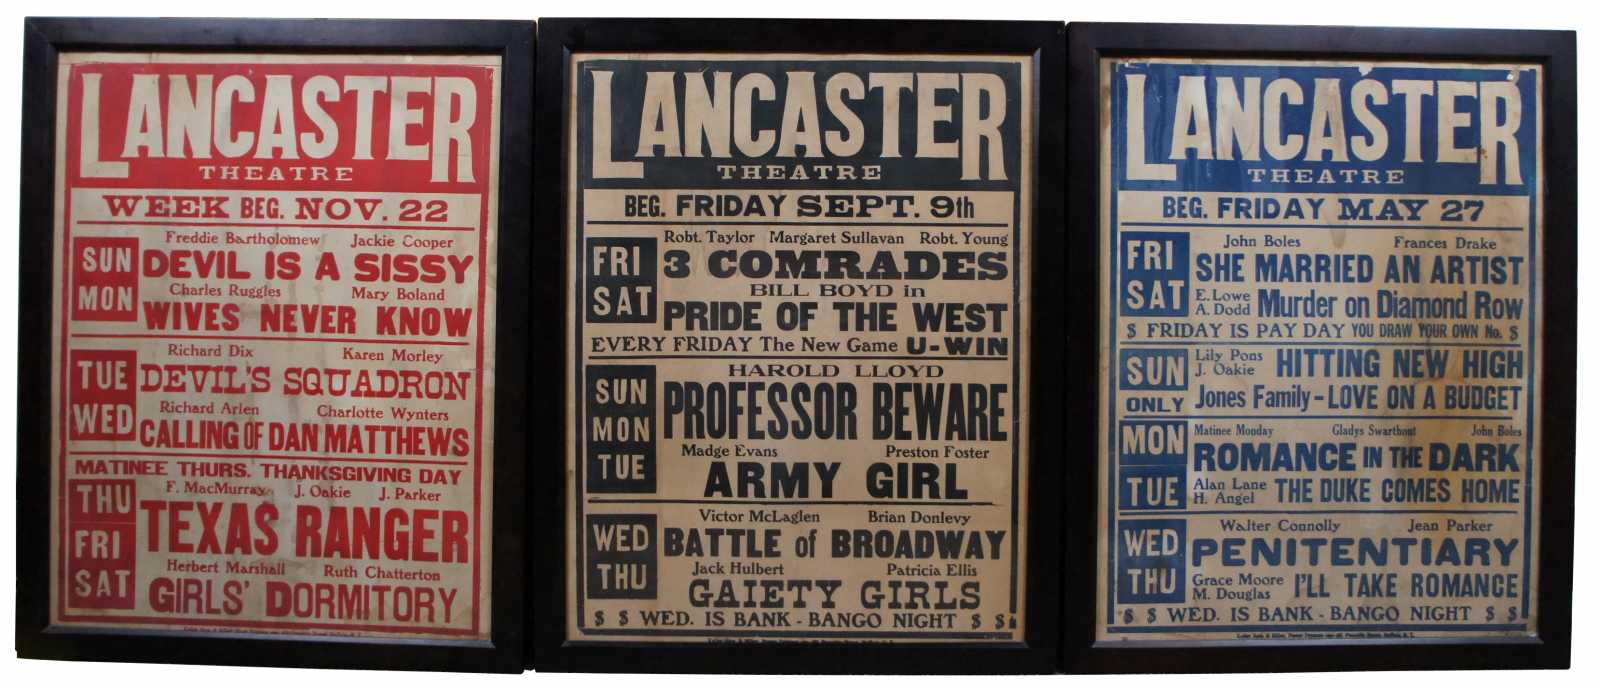 LANCASTER
THEATRE
WEEK BEG. NOV. 22
Freddie Bartholomew Jackie Cooper
SUN DEVIL IS A SISSY
Charles Ruggles Mary Boland
MON WIVES NEVER KNOW
Richard Dix Karen Morley
TUE DEVIL'S SQUADRON
Richard Arlen Charlotte Wynters
WED CALLING OF DAN MATTHEWS
MATINEE THURS. THANKSGIVING DAY
THU F. MacMurray J. Oakie J. Parker
FRI TEXAS RANGER
Herbert Marshall Ruth Chatterton
SAT GIRLS' DORMITORY
LANCASTER
THEATRE
BEG. FRIDAY SEPT. 9th
Robt. Taylor Margaret Sullavan Robt. Young
FRI 3 COMRADES
BILL BOYD in
SAT PRIDE OF THE WEST
EVERY FRIDAY The New Game U-WIN
HAROLD LLOYD
SUN PROFESSOR BEWARE
MON
Madge Evans Preston Foster
TUE ARMY GIRL
Victor McLaglen Brian Donlevy
WED BATTLE of BROADWAY
Jack Hulbert Patricia Ellis
THU GAIETY GIRLS
$ $ WED. IS BANK - BANGO NIGHT $ $
LANCASTER
THEATRE
BEG. FRIDAY MAY 27
John Boles Frances Drake
FRI SHE MARRIED AN ARTIST
SAT E. Lowe A. Dodd Murder on Diamond Row
$ FRIDAY IS PAY DAY YOU DRAW YOUR OWN No. $
SUN Lily Pons J. Oakie HITTING NEW HIGH
ONLY Jones Family - LOVE ON A BUDGET
Matinee Monday Gladys Swarthout John Boles
MON ROMANCE IN THE DARK
TUE Alan Lane H. Angel THE DUKE COMES HOME
Walter Connolly Jean Parker
WED PENITENTIARY
THU Grace Moore M. Douglas I'LL TAKE ROMANCE
$ $ WED. IS BANK - BANGO NIGHT $ $